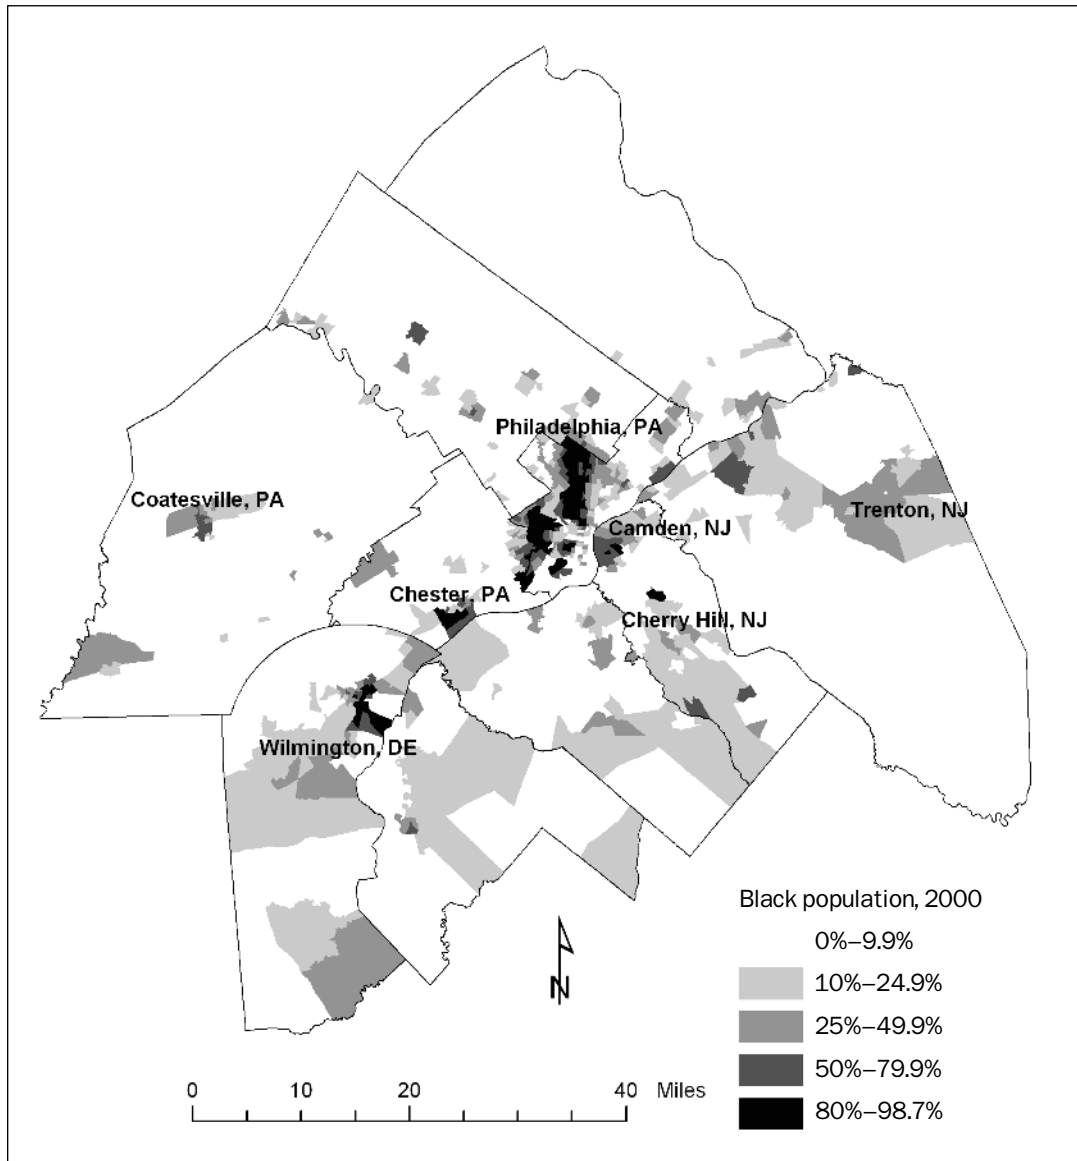 Philadelphia, PA
Coatesville, PA
Trenton, NJ
Camden, NJ
Chester, PA
Cherry Hill, NJ
Wilmington, DE
Black population, 2000
0%–9.9%
10%–24.9%
25%–49.9%
50%–79.9%
80%–98.7%
N
0 10 20 40 Miles